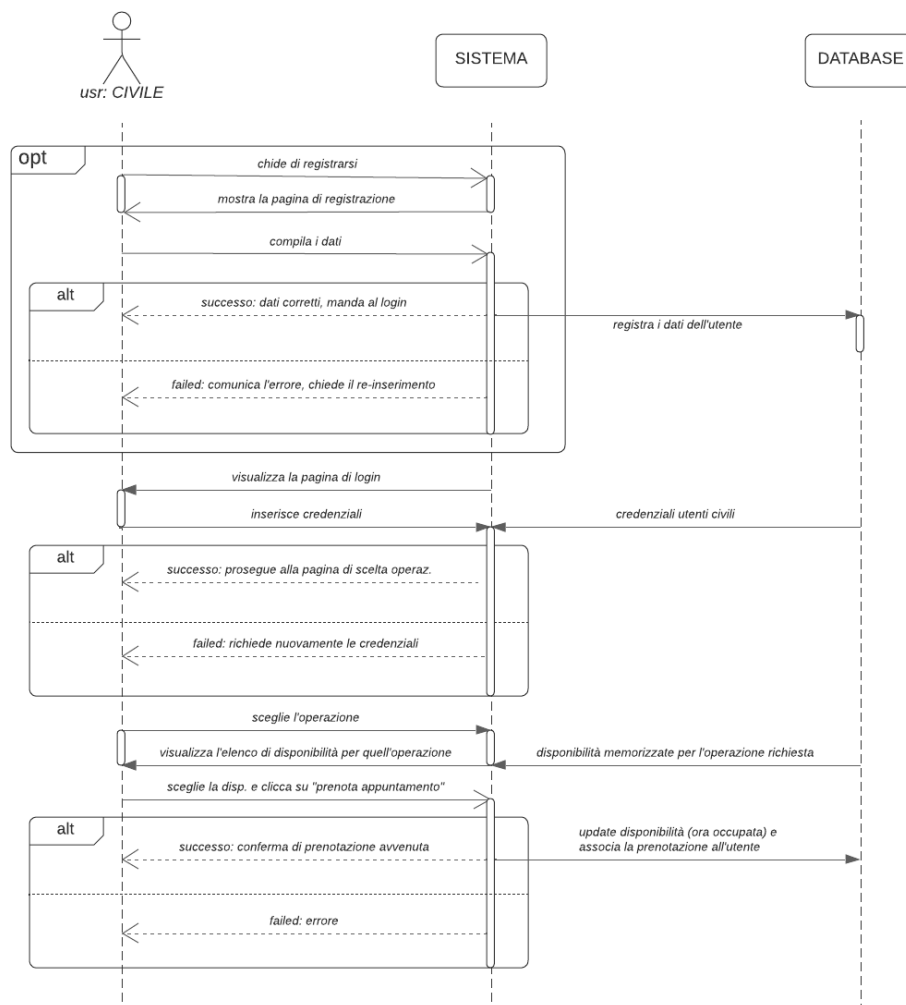 usr: CIVILE
SISTEMA
DATABASE
opt
chide di registrarsi
mostra la pagina di registrazione
compila i dati
alt
successo: dati corretti, manda al login
registra i dati dell'utente
failed: comunica l'errore, chiede il re-inserimento
visualizza la pagina di login
inserisce credenziali
credenziali utenti civili
alt
successo: prosegue alla pagina di scelta operaz.
failed: richiede nuovamente le credenziali
sceglie l'operazione
visualizza l'elenco di disponibilità per quell'operazione
disponibilità memorizzate per l'operazione richiesta
sceglie la disp. e clicca su "prenota appuntamento"
alt
successo: conferma di prenotazione avvenuta
update disponibilità (ora occupata) e
associa la prenotazione all'utente
failed: errore